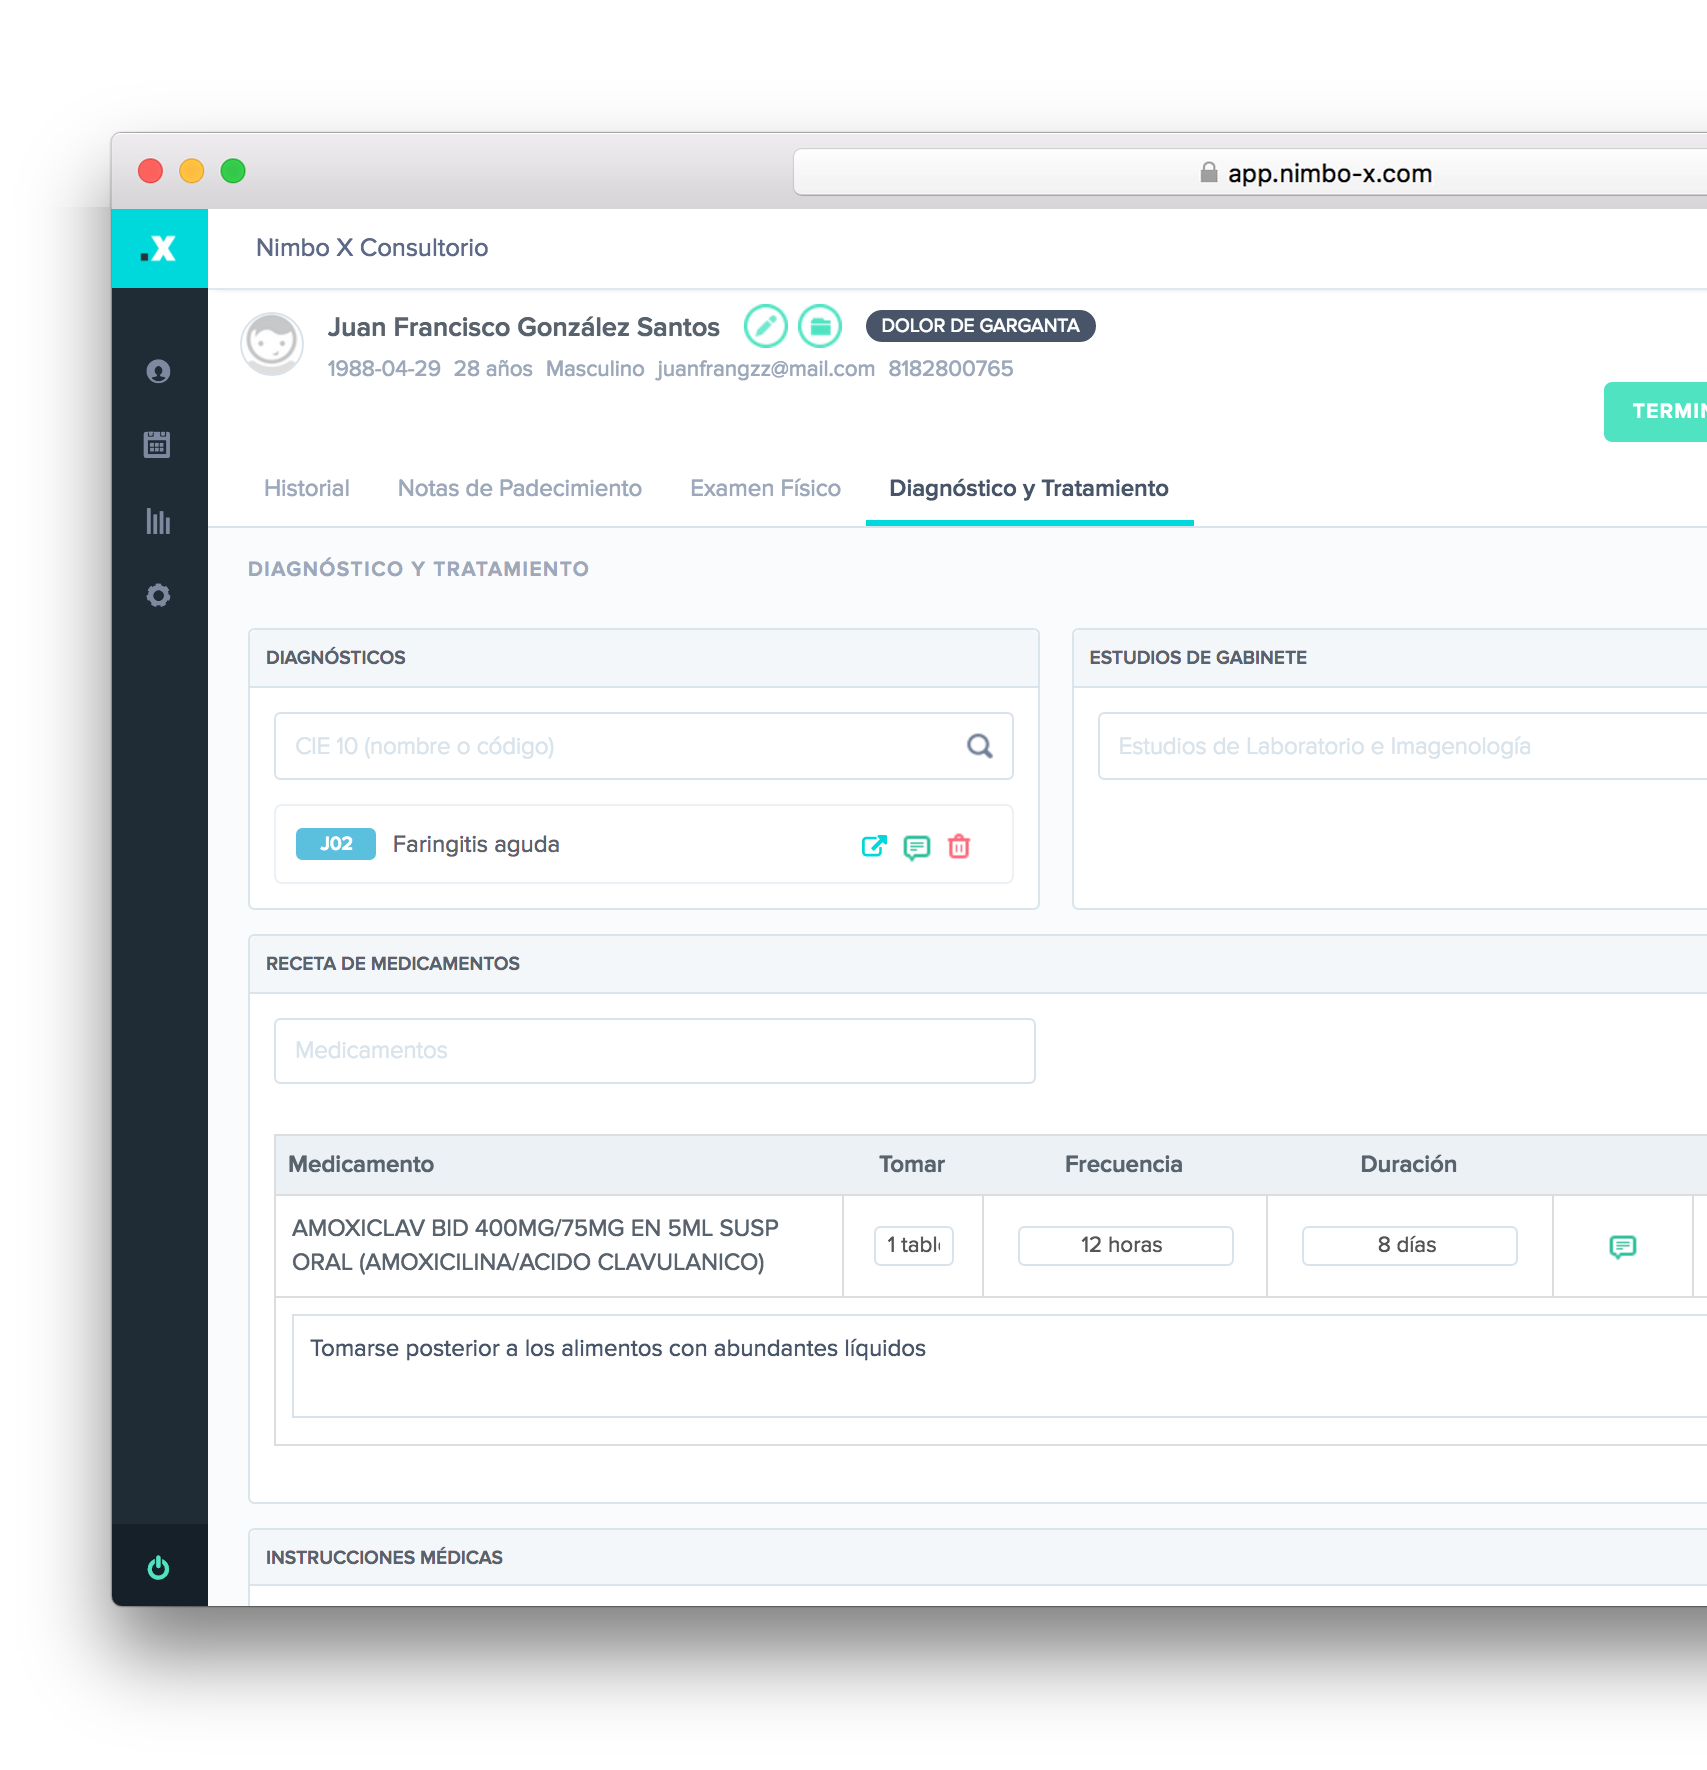 app.nimbo-x.com
.X
Nimbo X Consultorio
Juan Francisco González Santos
DOLOR DE GARGANTA
1988-04-29 28 años Masculino juanfrangzz@mail.com 8182800765
TERMIN
Historial Notas de Padecimiento Examen Físico Diagnóstico y Tratamiento
DIAGNÓSTICO Y TRATAMIENTO
DIAGNÓSTICOS
CIE 10 (nombre o código)
J02 Faringitis aguda
ESTUDIOS DE GABINETE
Estudios de Laboratorio e Imagenología
RECETA DE MEDICAMENTOS
Medicamentos
Medicamento Tomar Frecuencia Duración
AMOXICLAV BID 400MG/75MG EN 5ML SUSP
ORAL (AMOXICILINA/ACIDO CLAVULANICO)
1 tabl
12 horas
8 días
Tomarse posterior a los alimentos con abundantes líquidos
INSTRUCCIONES MÉDICAS